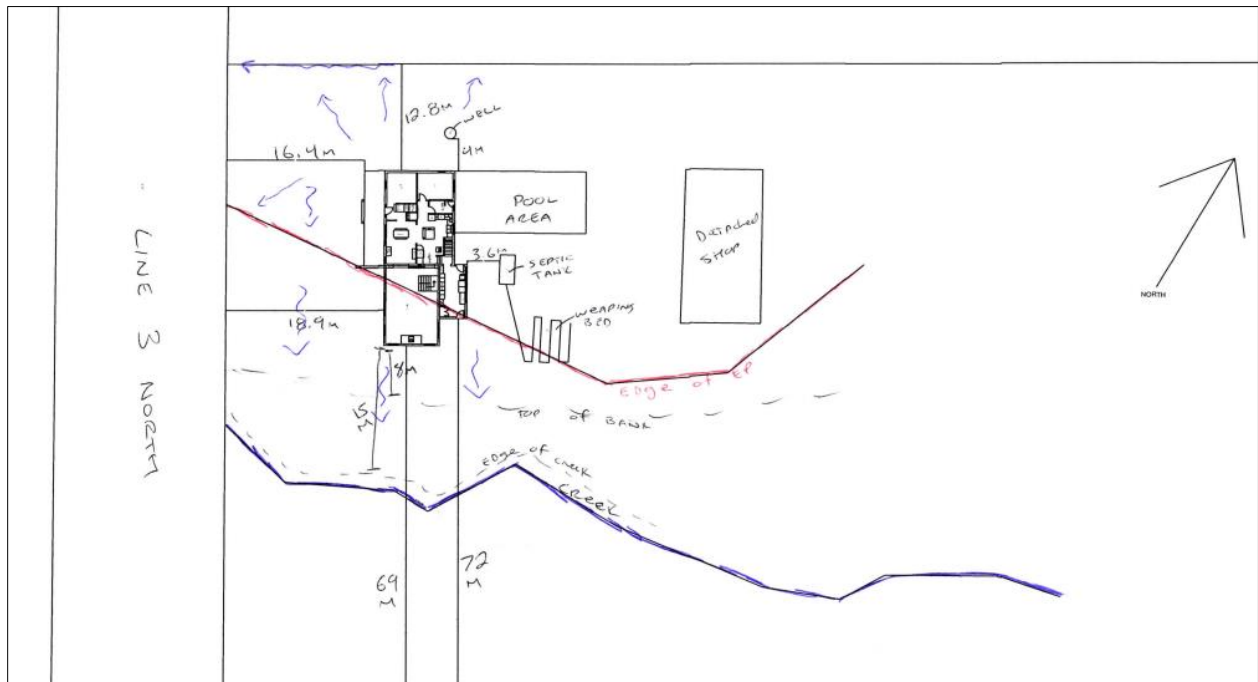 12.8M
WELL
4M
16.4M
POOL
AREA
Detached
SHOP
LINE 3 NORTH
3.6M
SEPTIC
TANK
NORTH
WEAPING
BED
18.9M
8M
Edge of EP
TOP of BANK
15
M
Edge of Creek
CREEK
72
M
69
M